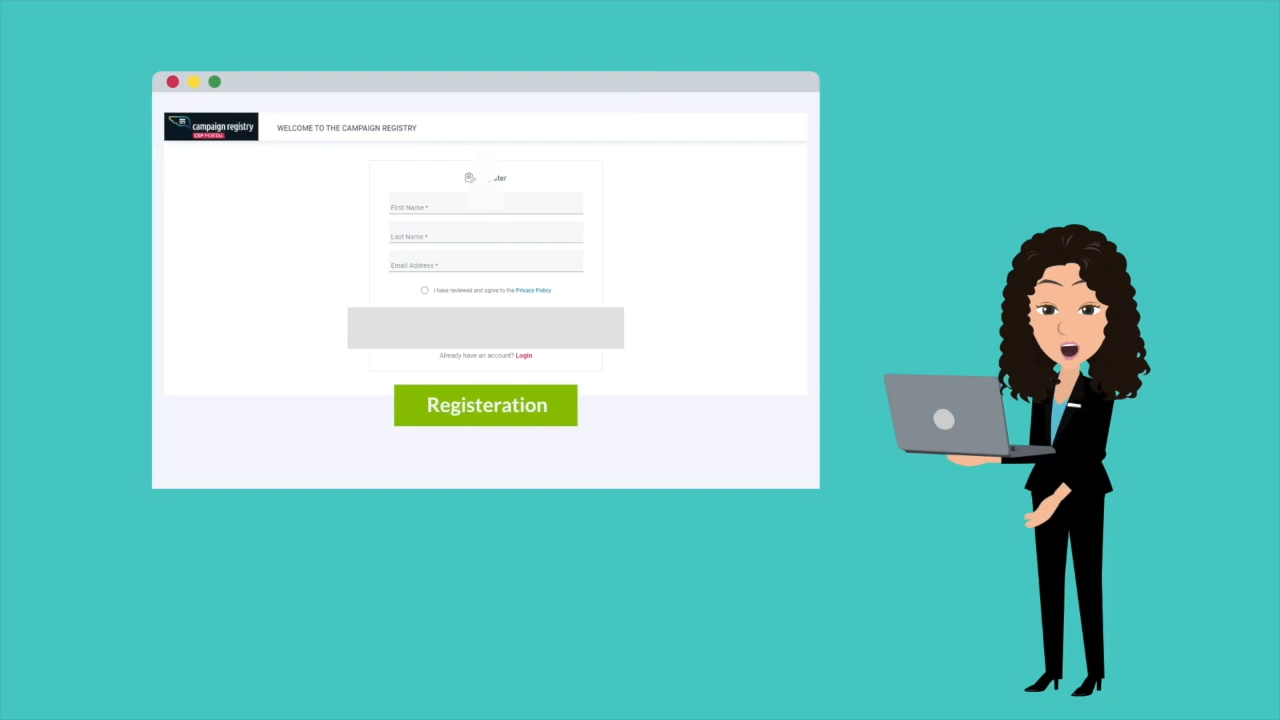 campaign registry
CSP PORTAL
WELCOME TO THE CAMPAIGN REGISTRY
First Name *
Last Name *
Email Address *
I have reviewed and agree to the Privacy Policy
Already have an account? Login
Registeration